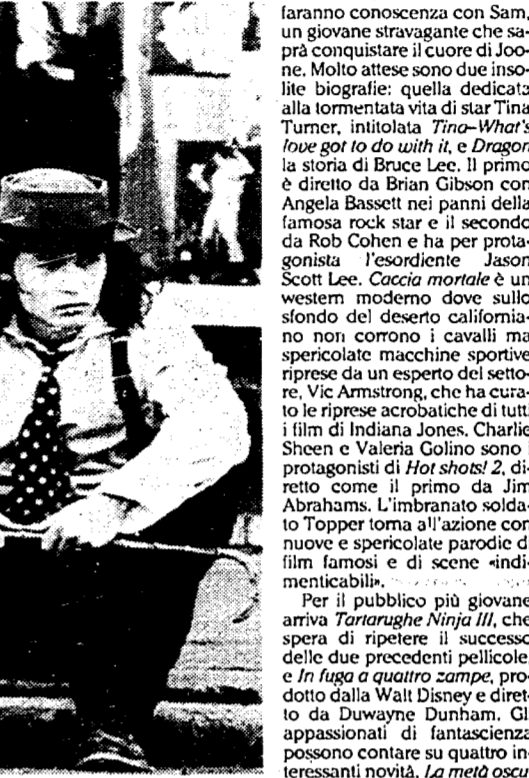 faranno conoscenza con Sam,
un giovane stravagante che sa-
prà conquistare il cuore di Joo-
ne. Molto attese sono due inso-
lite biografie: quella dedicata
alla tormentata vita di star Tina
Turner, intitolata Tina-What's
love got to do with it, e Dragon
la storia di Bruce Lee. Il primo
è diretto da Brian Gibson con
Angela Bassett nei panni della
famosa rock star e il secondo
da Rob Cohen e ha per prota-
gonista l'esordiente Jason
Scott Lee. Caccia mortale è un
western moderno dove sullo
sfondo del deserto california-
no non corrono i cavalli ma
spericolate macchine sportive
riprese da un esperto del setto-
re, Vic Armstrong, che ha cura-
to le riprese acrobatiche di tutti
i film di Indiana Jones. Charlie
Sheen e Valeria Golino sono i
protagonisti di Hot shots! 2, di-
retto come il primo da Jim
Abrahams. L'imbranato solda-
to Topper torna all'azione con
nuove e spericolate parodie di
film famosi e di scene «indi-
menticabili».
Per il pubblico più giovane
arriva Tartarughe Ninja III, che
spera di ripetere il successo
delle due precedenti pellicole,
e In fuga a quattro zampe, pro-
dotto dalla Walt Disney e diret-
to da Duwayne Dunham. Gli
appassionati di fantascienza
possono contare su quattro in-
teressanti novità. La metà oscu